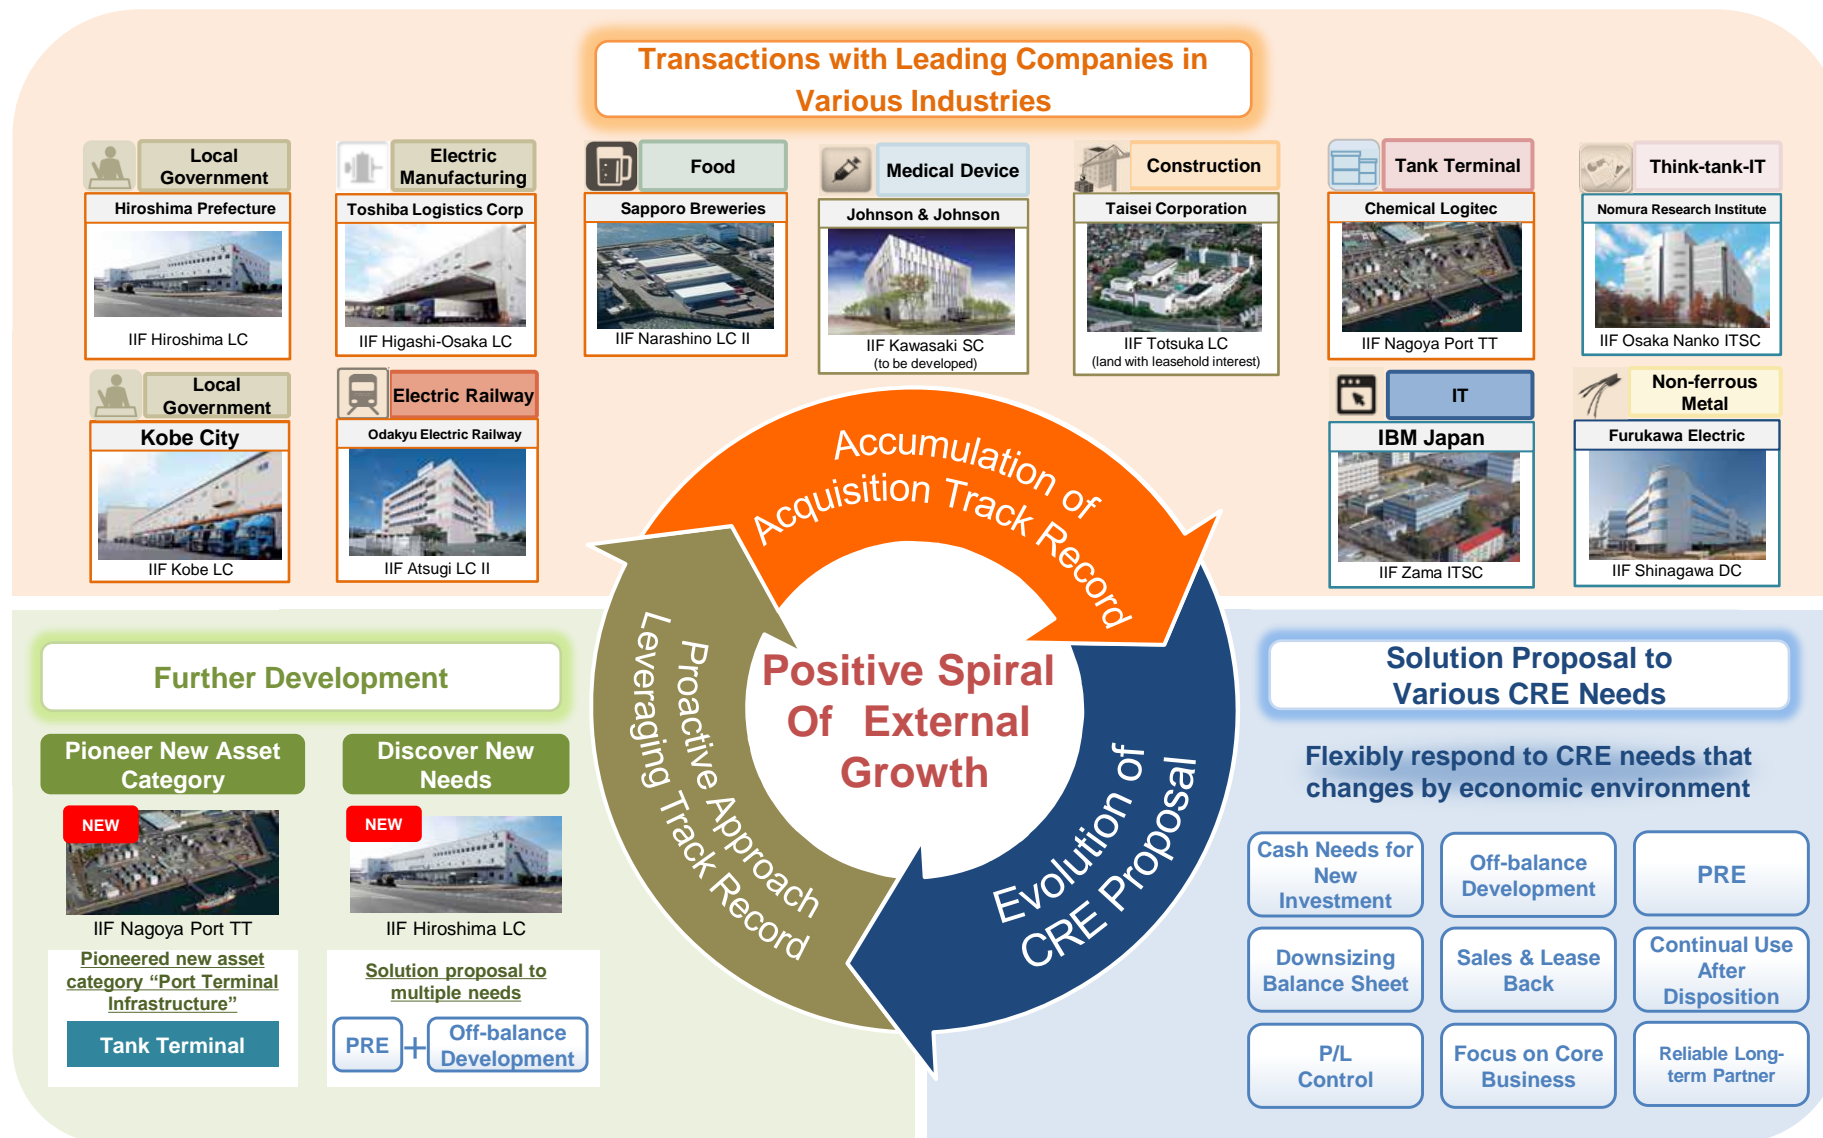 Transactions with Leading Companies in
Various Industries
Local
Government
Hiroshima Prefecture
IIF Hiroshima LC
Electric
Manufacturing
Toshiba Logistics Corp
IIF Higashi-Osaka LC
Food
Sapporo Breweries
IIF Narashino LC II
Medical Device
Johnson & Johnson
IIF Kawasaki SC
(to be developed)
Construction
Taisei Corporation
IIF Totsuka LC
(land with leasehold interest)
Tank Terminal
Chemical Logitec
IIF Nagoya Port TT
Think-tank-IT
Nomura Research Institute
IIF Osaka Nanko ITSC
Local
Government
Kobe City
IIF Kobe LC
Electric Railway
Odakyu Electric Railway
IIF Atsugi LC II
IT
IBM Japan
IIF Zama ITSC
Non-ferrous
Metal
Furukawa Electric
IIF Shinagawa DC
Accumulation of
Acquisition Track Record
Evolution of
CRE Proposal
Proactive Approach
Leveraging Track Record
Positive Spiral
Of External
Growth
Further Development
Pioneer New Asset
Category
NEW
IIF Nagoya Port TT
Pioneered new asset
category “Port Terminal
Infrastructure”
Tank Terminal
Discover New
Needs
NEW
IIF Hiroshima LC
Solution proposal to
multiple needs
PRE + Off-balance
Development
Solution Proposal to
Various CRE Needs
Flexibly respond to CRE needs that
changes by economic environment
Cash Needs for
New
Investment
Off-balance
Development
PRE
Downsizing
Balance Sheet
Sales & Lease
Back
Continual Use
After
Disposition
P/L
Control
Focus on Core
Business
Reliable Long-
term Partner